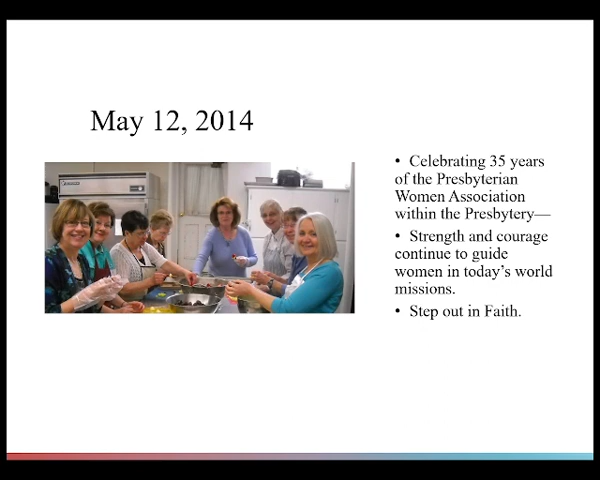 May 12, 2014
• Celebrating 35 years
of the Presbyterian
Women Association
within the Presbytery—
• Strength and courage
continue to guide
women in today's world
missions.
• Step out in Faith.